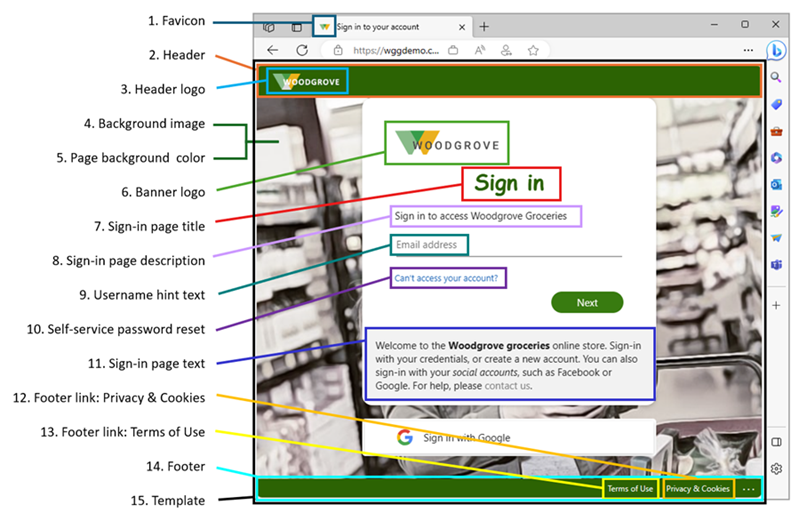 1. Favicon
Sign in to your account
2. Header
https://wggdemo.c...
3. Header logo
WOODGROVE
4. Background image
5. Page background color
WOODGROVE
6. Banner logo
Sign in
7. Sign-in page title
Sign in to access Woodgrove Groceries
8. Sign-in page description
Email address
9. Username hint text
Can't access your account?
10. Self-service password reset
Next
11. Sign-in page text
Welcome to the Woodgrove groceries online store. Sign-in
with your credentials, or create a new account. You can also
sign-in with your social accounts, such as Facebook or
Google. For help, please contact us.
12. Footer link: Privacy & Cookies
13. Footer link: Terms of Use
Sign in with Google
14. Footer
Terms of Use
Privacy & Cookies
...
15. Template